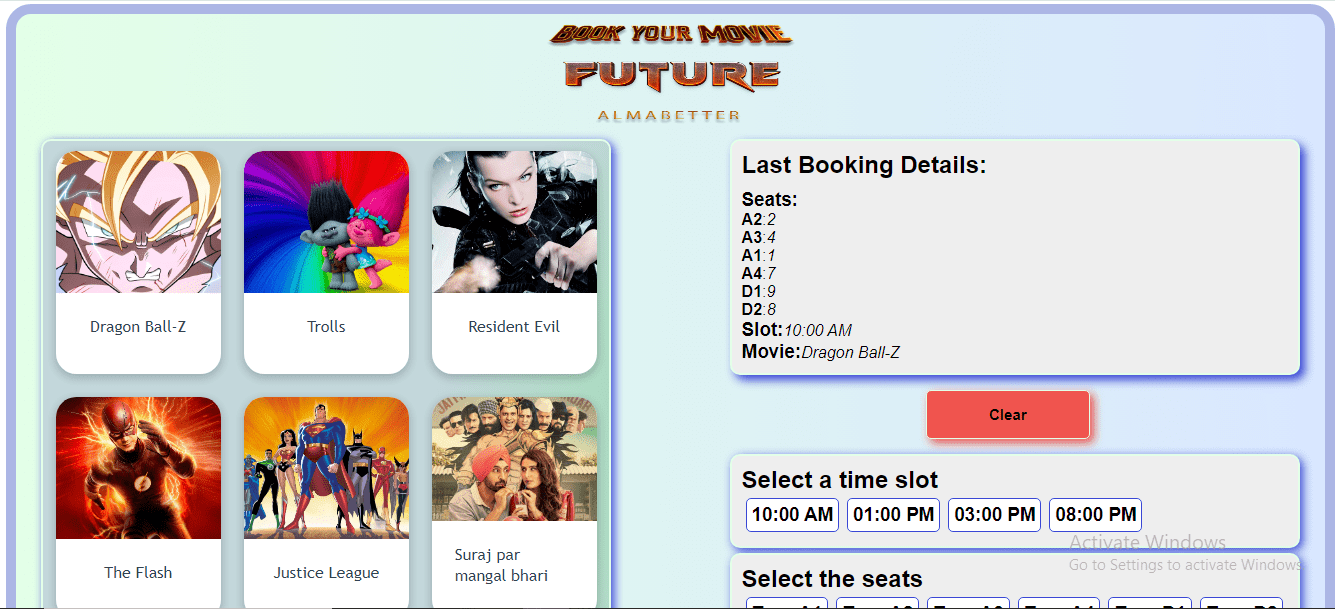 BOOK YOUR MOVIE
FUTURE
ALMABETTER
Dragon Ball-Z
Trolls
Resident Evil
The Flash
Justice League
Suraj par
mangal bhari
Last Booking Details:
Seats:
A2:2
A3:4
A1:1
A4:7
D1:9
D2:8
Slot:10:00 AM
Movie:Dragon Ball-Z
Clear
Select a time slot
10:00 AM 01:00 PM 03:00 PM 08:00 PM
Activate Windows
Go to Settings to activate Windows
Select the seats